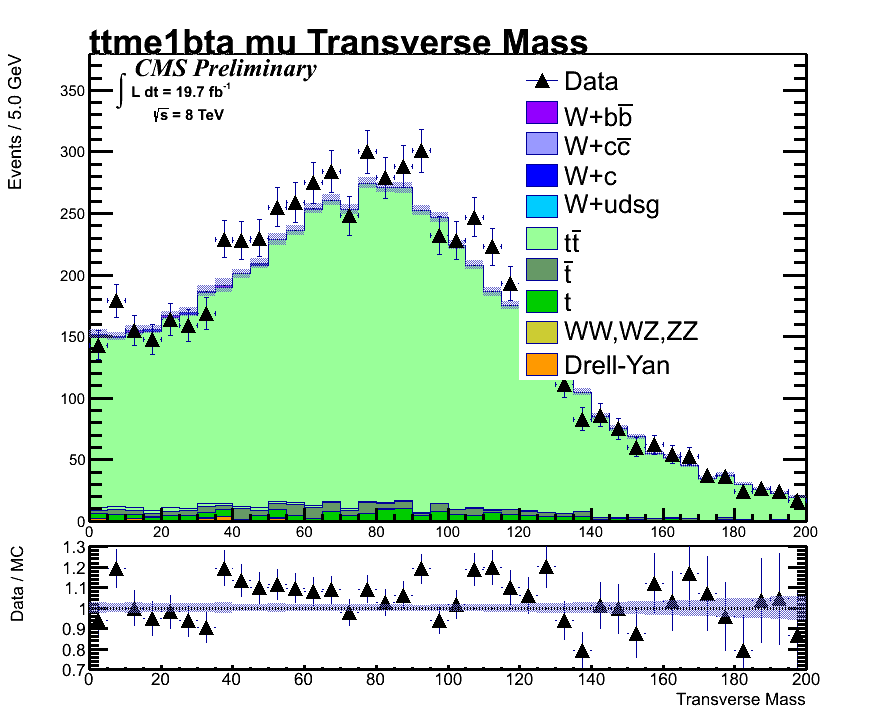 ttme1bta mu Transverse Mass
CMS Preliminary
∫ L dt = 19.7 fb⁻¹
√s = 8 TeV
Events / 5.0 GeV
350
300
250
200
150
100
50
0
Data
W+bb̅
W+cc̅
W+c
W+udsg
tt̅
t̅
t
WW,WZ,ZZ
Drell-Yan
0 20 40 60 80 100 120 140 160 180 200
Data / MC
1.3
1.2
1.1
1
0.9
0.8
0.7
0 20 40 60 80 100 120 140 160 180 200
Transverse Mass